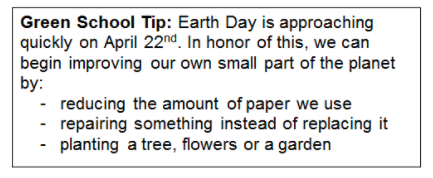 Green School Tip: Earth Day is approaching
quickly on April 22nd. In honor of this, we can
begin improving our own small part of the planet
by:
- reducing the amount of paper we use
- repairing something instead of replacing it
- planting a tree, flowers or a garden